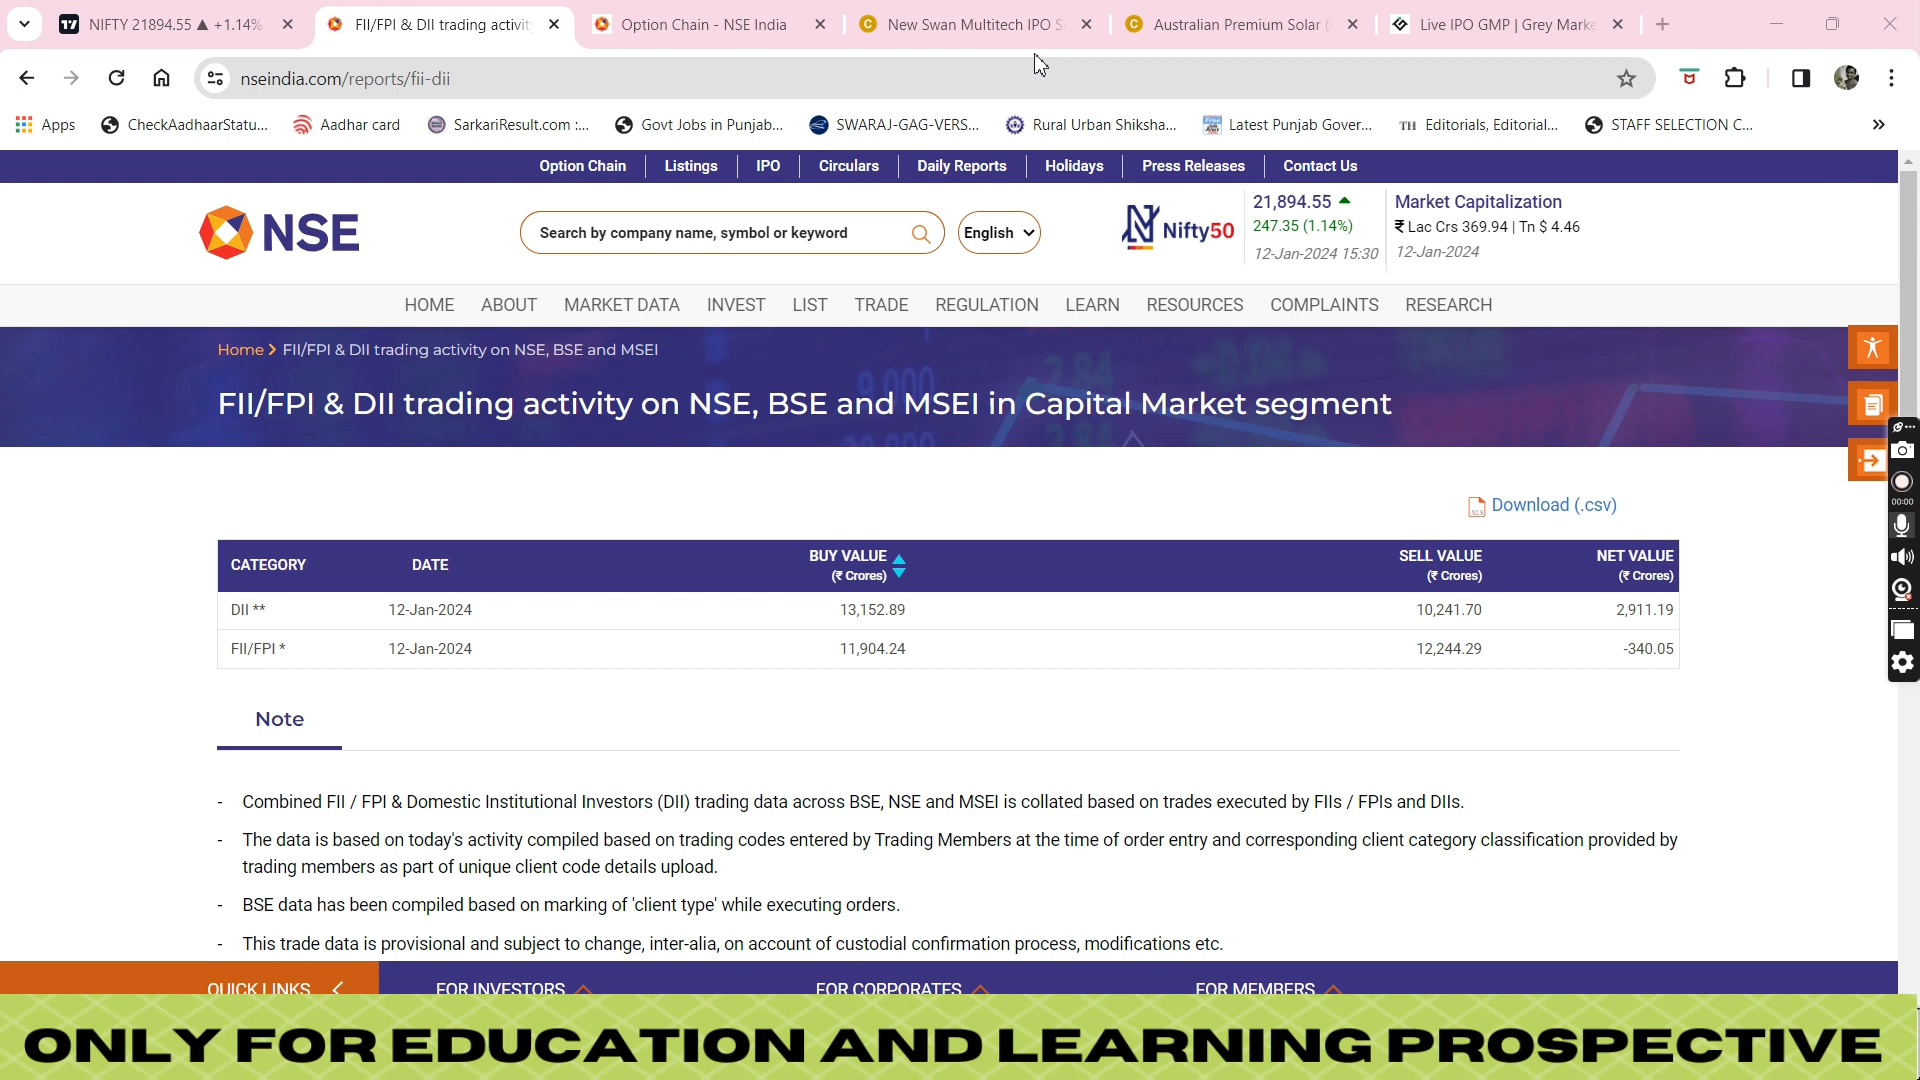 NIFTY 21894.55 ▲ +1.14%
FII/FPI & DII trading activit
Option Chain - NSE India
New Swan Multitech IPO S
Australian Premium Solar (
Live IPO GMP | Grey Marke
nseindia.com/reports/fii-dii
Apps
CheckAadhaarStatu...
Aadhar card
SarkariResult.com :...
Govt Jobs in Punjab...
SWARAJ-GAG-VERS...
Rural Urban Shiksha...
Latest Punjab Gover...
TH Editorials, Editorial...
STAFF SELECTION C...
»
Option Chain
Listings
IPO
Circulars
Daily Reports
Holidays
Press Releases
Contact Us
NSE
Search by company name, symbol or keyword
English
Nifty50
21,894.55
247.35 (1.14%)
12-Jan-2024 15:30
Market Capitalization
₹ Lac Crs 369.94 | Tn $ 4.46
12-Jan-2024
HOME ABOUT MARKET DATA INVEST LIST TRADE REGULATION LEARN RESOURCES COMPLAINTS RESEARCH
Home > FII/FPI & DII trading activity on NSE, BSE and MSEI
FII/FPI & DII trading activity on NSE, BSE and MSEI in Capital Market segment
Download (.csv)
CATEGORY DATE BUY VALUE (₹ Crores) SELL VALUE (₹ Crores) NET VALUE (₹ Crores)
DII ** 12-Jan-2024 13,152.89 10,241.70 2,911.19
FII/FPI * 12-Jan-2024 11,904.24 12,244.29 -340.05
00:00
Note
- Combined FII / FPI & Domestic Institutional Investors (DII) trading data across BSE, NSE and MSEI is collated based on trades executed by FIIs / FPIs and DIIs.
- The data is based on today's activity compiled based on trading codes entered by Trading Members at the time of order entry and corresponding client category classification provided by
trading members as part of unique client code details upload.
- BSE data has been compiled based on marking of 'client type' while executing orders.
- This trade data is provisional and subject to change, inter-alia, on account of custodial confirmation process, modifications etc.
QUICK LINKS
FOR INVESTORS
FOR CORPORATES
FOR MEMBERS
ONLY FOR EDUCATION AND LEARNING PROSPECTIVE